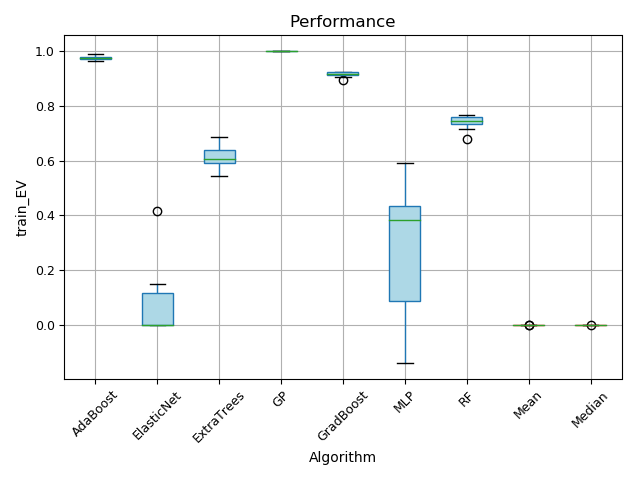 Performance
train_EV
1.0
0.8
0.6
0.4
0.2
0.0
AdaBoost
ElasticNet
ExtraTrees
GP
GradBoost
MLP
RF
Mean
Median
Algorithm